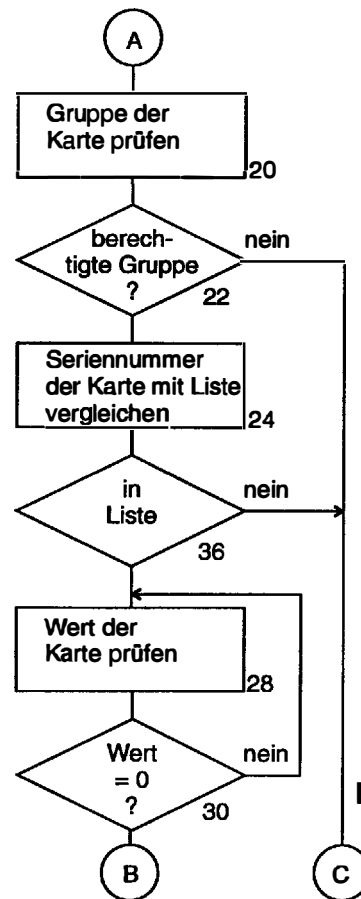 A
Gruppe der
Karte prüfen
20
berech-
tigte Gruppe
?
nein
22
Seriennummer
der Karte mit Liste
vergleichen
24
in
Liste
nein
36
Wert der
Karte prüfen
28
Wert
= 0
?
nein
30
B
C